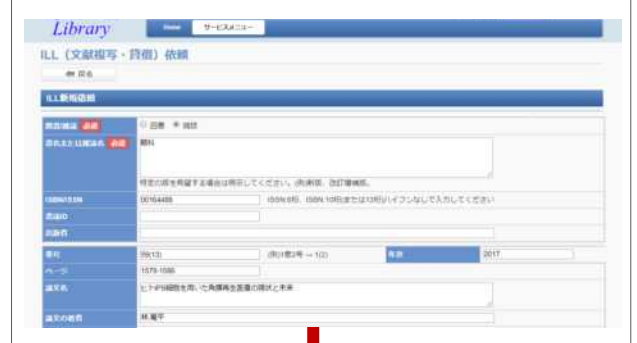 Library
Home サービスメニュー
ILL（文献複写・貸借）依頼
戻る
ILL新規依頼
図書/雑誌 必須 図書 雑誌
書名または雑誌名 必須 眼科
特定の版を希望する場合は明示してください。(例)新版、改訂増補版。
ISBN/ISSN 00164488 ISSN:8桁、ISBN:10桁(または13桁)ハイフンなしで入力してください
書誌ID
出版者
巻号 59(13) (例)1巻2号 → 1(2) 年次 2017
ページ 1579-1586
論文名 ヒトiPS細胞を用いた角膜再生医療の現状と未来
論文の著者 林 竜平